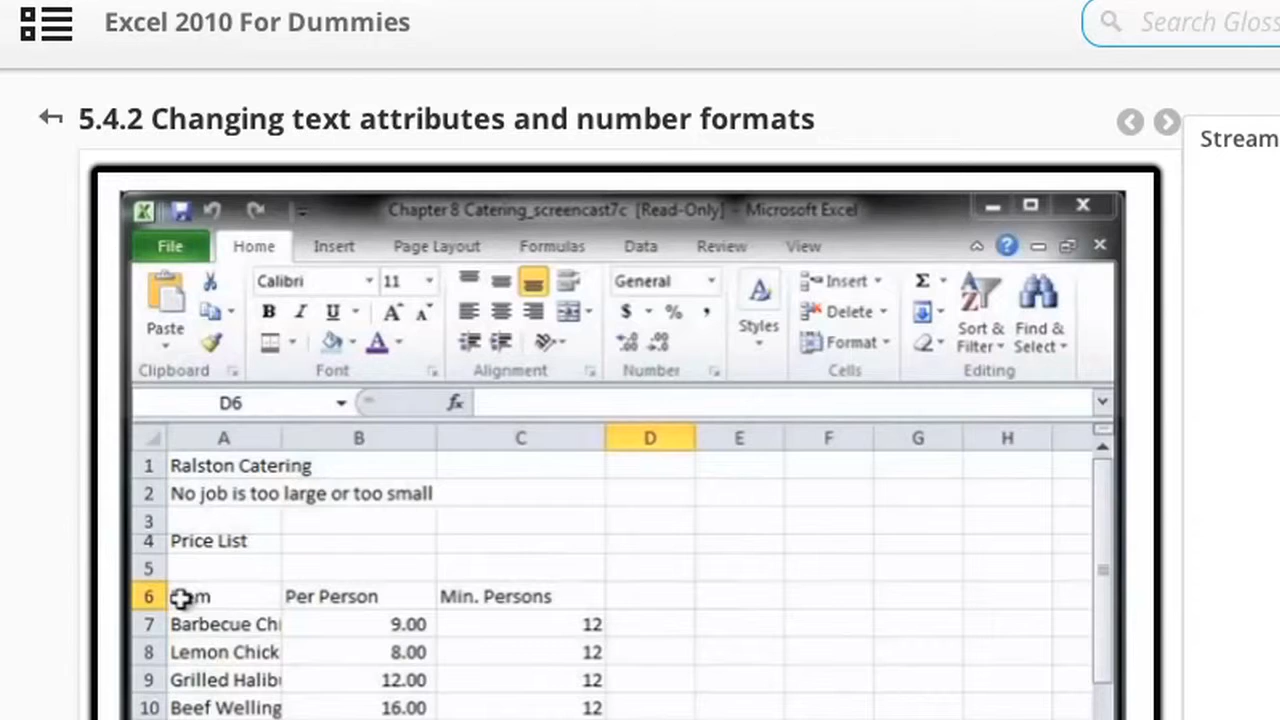 Excel 2010 For Dummies
Search Gloss
5.4.2 Changing text attributes and number formats
Stream
Chapter 8 Catering_screencast7c [Read-Only] - Microsoft Excel
File Home Insert Page Layout Formulas Data Review View
Calibri 11 General Insert Σ
Paste B I U A A $ % , Styles Delete Sort & Find &
A Format Filter Select
Clipboard Font Alignment Number Cells Editing
D6 fx
A B C D E F G H
1 Ralston Catering
2 No job is too large or too small
3
4 Price List
5
6 Per Person Min. Persons
7 Barbecue Chi 9.00 12
8 Lemon Chick 8.00 12
9 Grilled Halib 12.00 12
10 Beef Welling 16.00 12